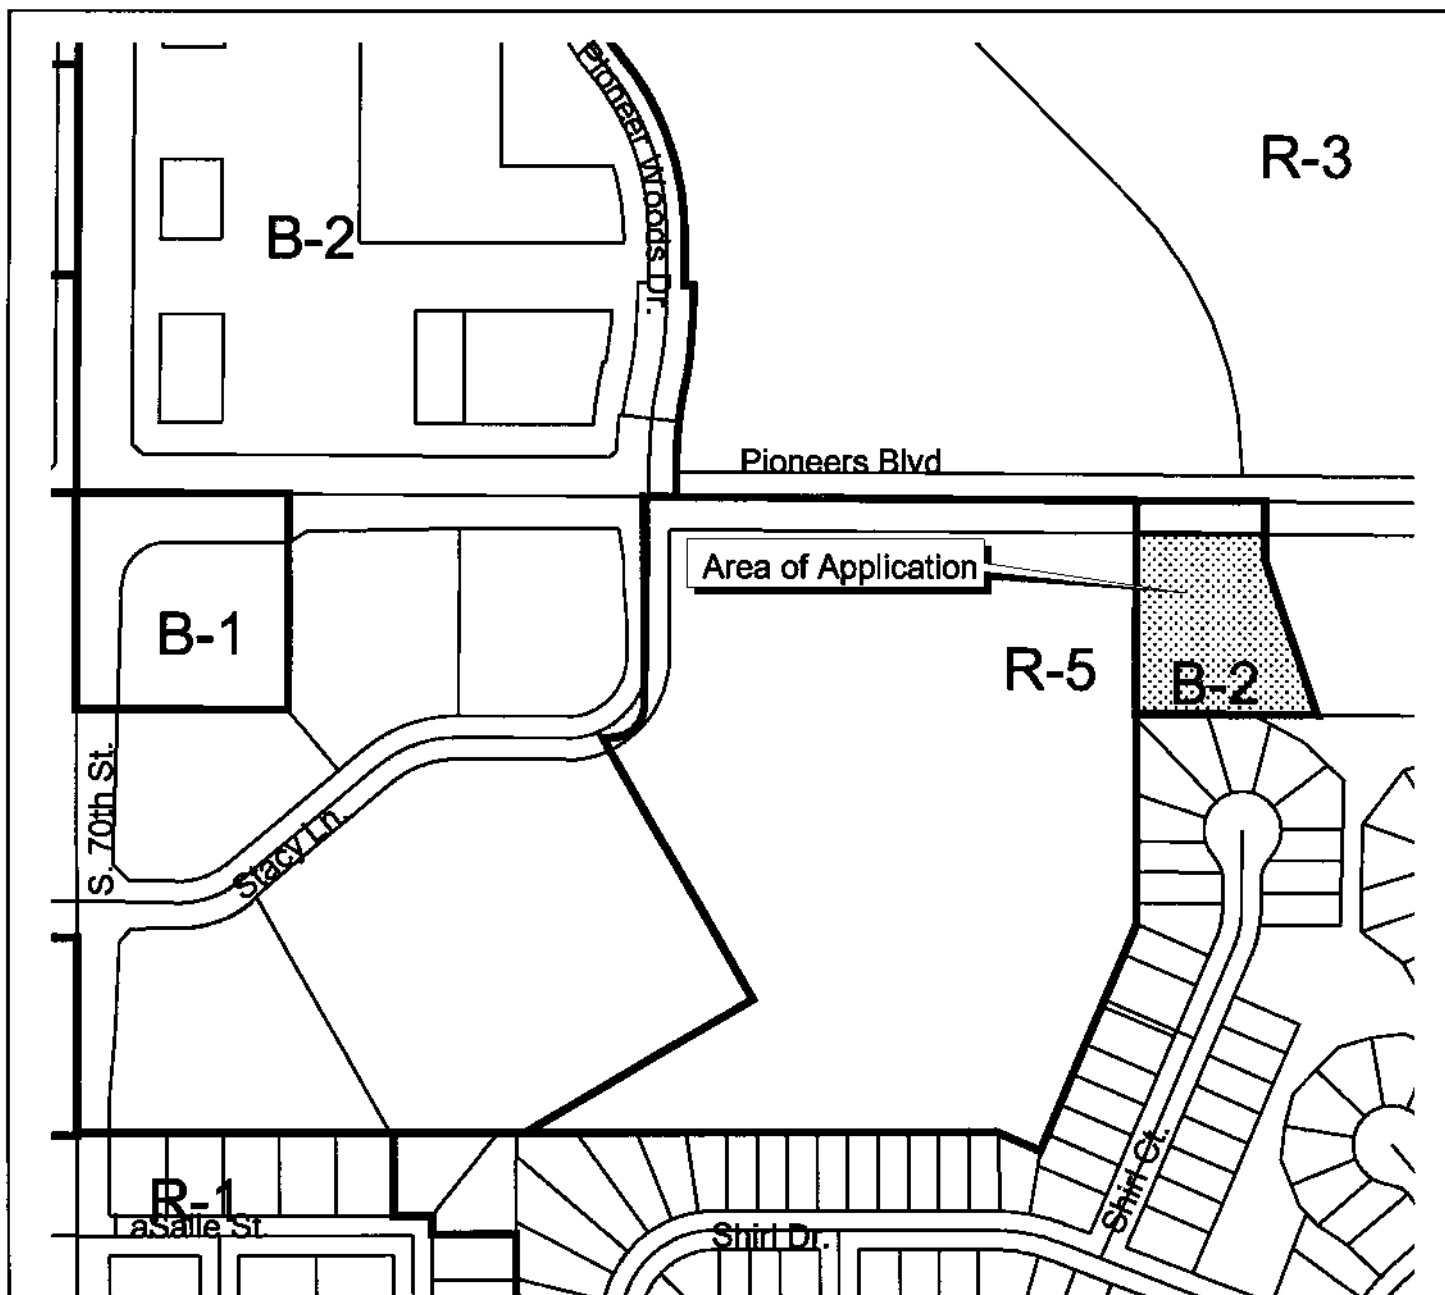 Pioneer Woods Dr.
R-3
B-2
Pioneers Blvd
Area of Application
B-1
R-5
B-2
S. 70th St.
Stacy Ln.
Shirl Ct.
R-1
LaSalle St.
Shirl Dr.